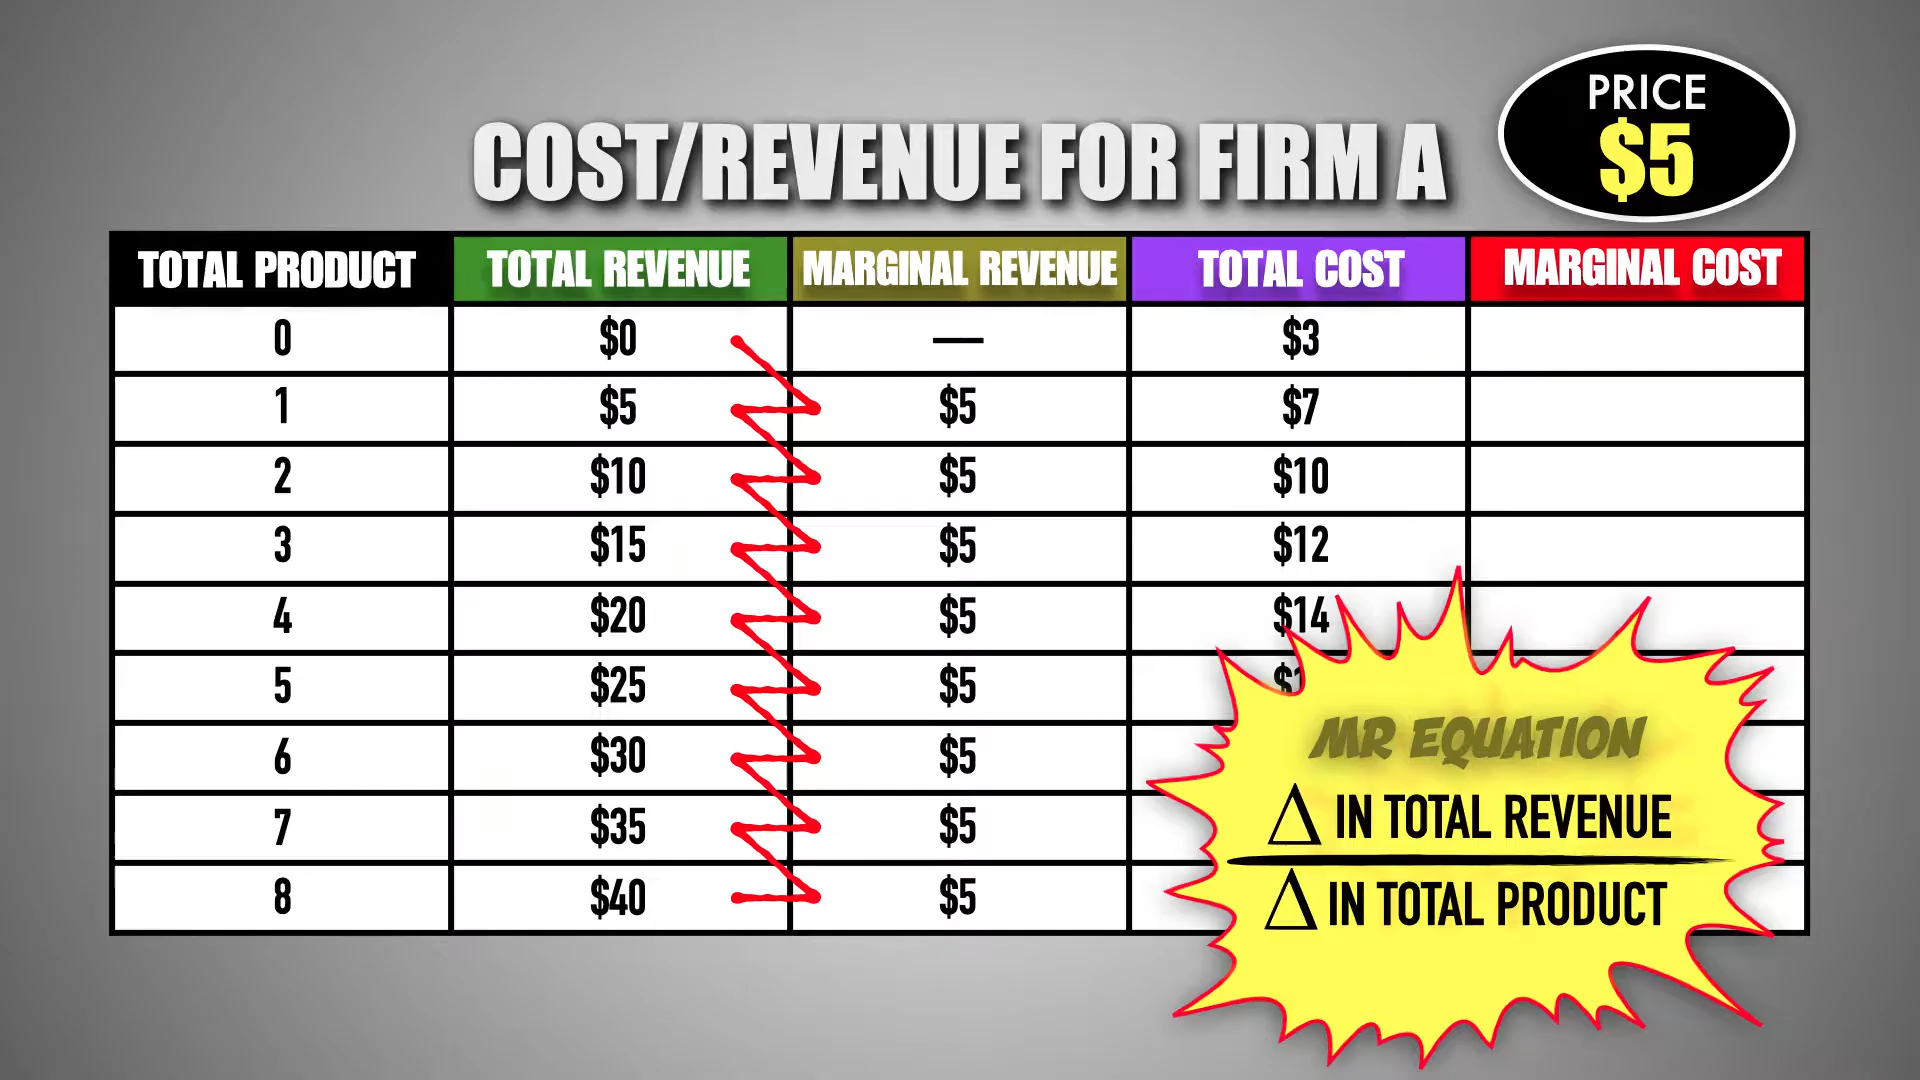 PRICE
$5
COST/REVENUE FOR FIRM A
TOTAL PRODUCT TOTAL REVENUE MARGINAL REVENUE TOTAL COST MARGINAL COST
0 $0 — $3
1 $5 $5 $7
2 $10 $5 $10
3 $15 $5 $12
4 $20 $5 $14
5 $25 $5
6 $30 $5
7 $35 $5
8 $40 $5
MR EQUATION
Δ IN TOTAL REVENUE
Δ IN TOTAL PRODUCT